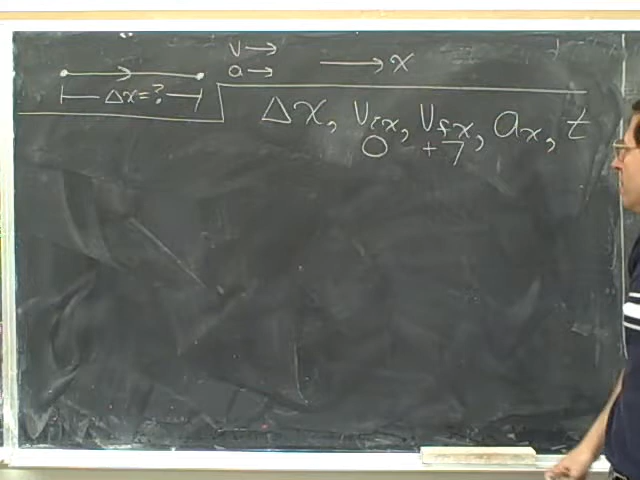 v→
a→
→ x
Δx=?
Δx, Vix, Vfx, ax, t
0 +7